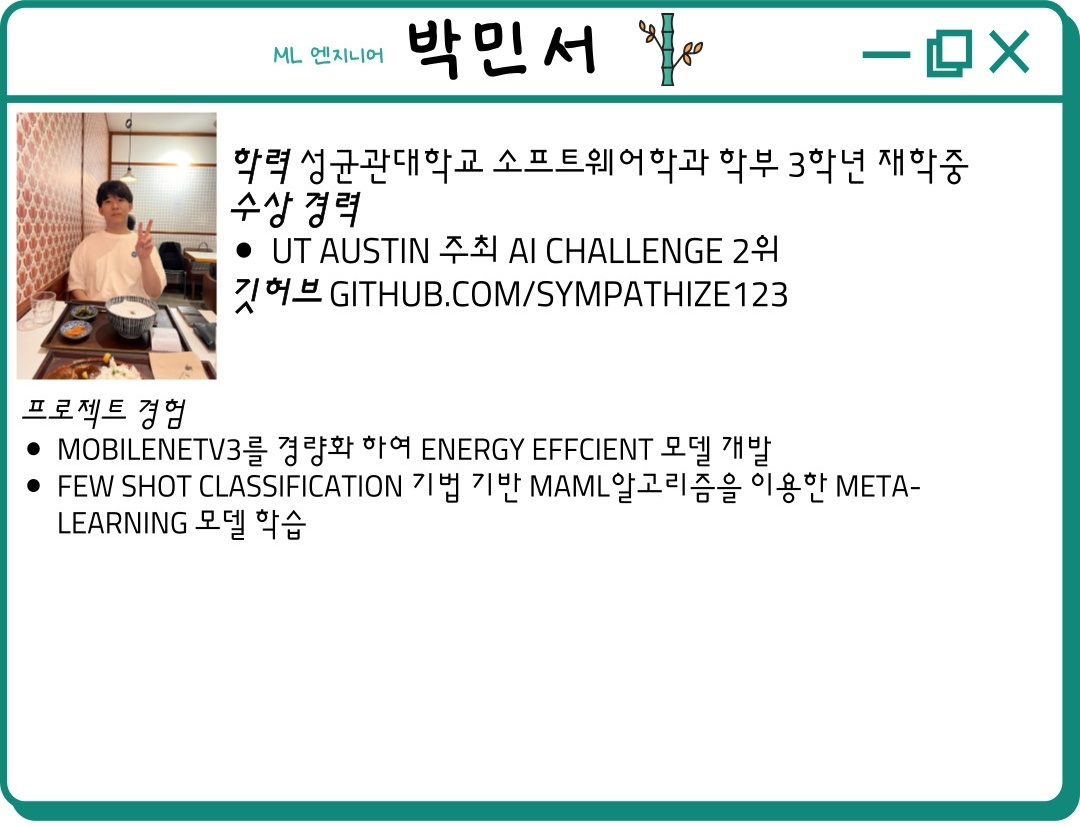 ML 엔지니어 박민서
학력 성균관대학교 소프트웨어학과 학부 3학년 재학중
수상 경력
• UT AUSTIN 주최 AI CHALLENGE 2위
깃허브 GITHUB.COM/SYMPATHIZE123
프로젝트 경험
• MOBILENETV3를 경량화 하여 ENERGY EFFCIENT 모델 개발
• FEW SHOT CLASSIFICATION 기법 기반 MAML알고리즘을 이용한 META-
LEARNING 모델 학습